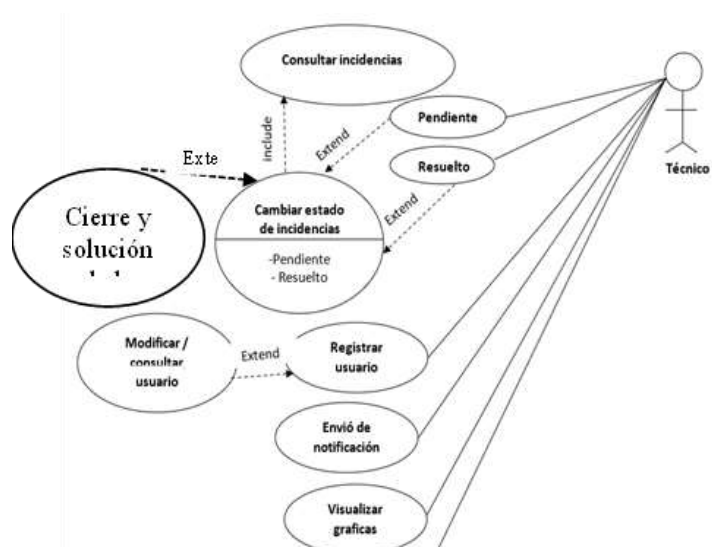 Consultar incidencias
Pendiente
Resuelto
Técnico
include
Extend
Extend
Exte
Cierre y
solución
Cambiar estado
de incidencias
-Pendiente
- Resuelto
Modificar /
consultar
usuario
Extend
Registrar
usuario
Envió de
notificación
Visualizar
graficas